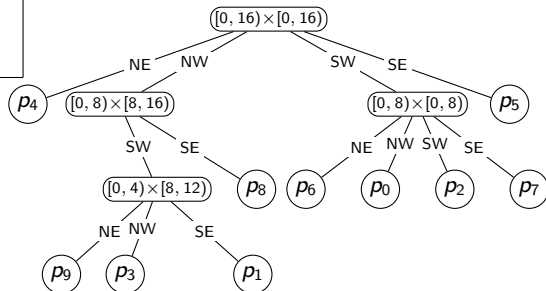 [0, 16)×[0, 16)
NE NW SW SE
p4 [0, 8)×[8, 16) [0, 8)×[0, 8) p5
SW SE NE NW SW SE
[0, 4)×[8, 12) p8 p6 p0 p2 p7
NE NW SE
p9 p3 p1